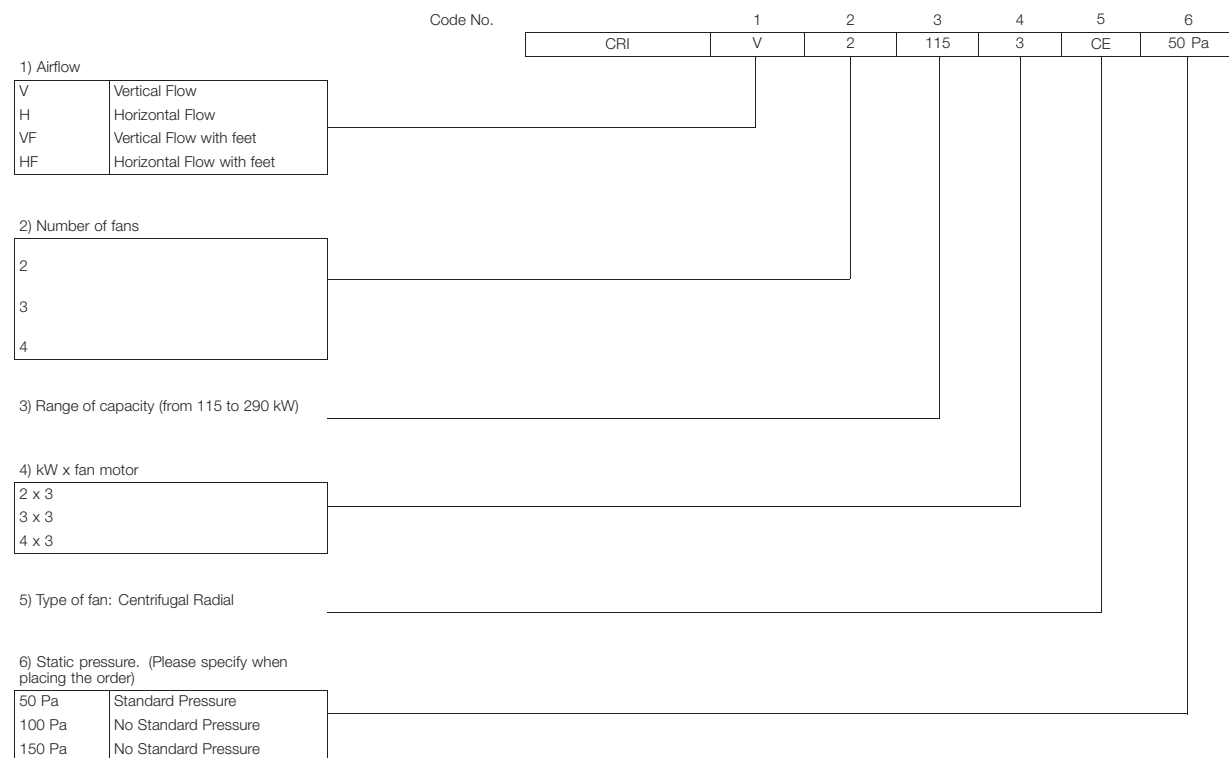 Code No. 1 2 3 4 5 6
CRI V 2 115 3 CE 50 Pa
1) Airflow
V Vertical Flow
H Horizontal Flow
VF Vertical Flow with feet
HF Horizontal Flow with feet
2) Number of fans
2
3
4
3) Range of capacity (from 115 to 290 kW)
4) kW x fan motor
2 x 3
3 x 3
4 x 3
5) Type of fan: Centrifugal Radial
6) Static pressure. (Please specify when
placing the order)
50 Pa Standard Pressure
100 Pa No Standard Pressure
150 Pa No Standard Pressure